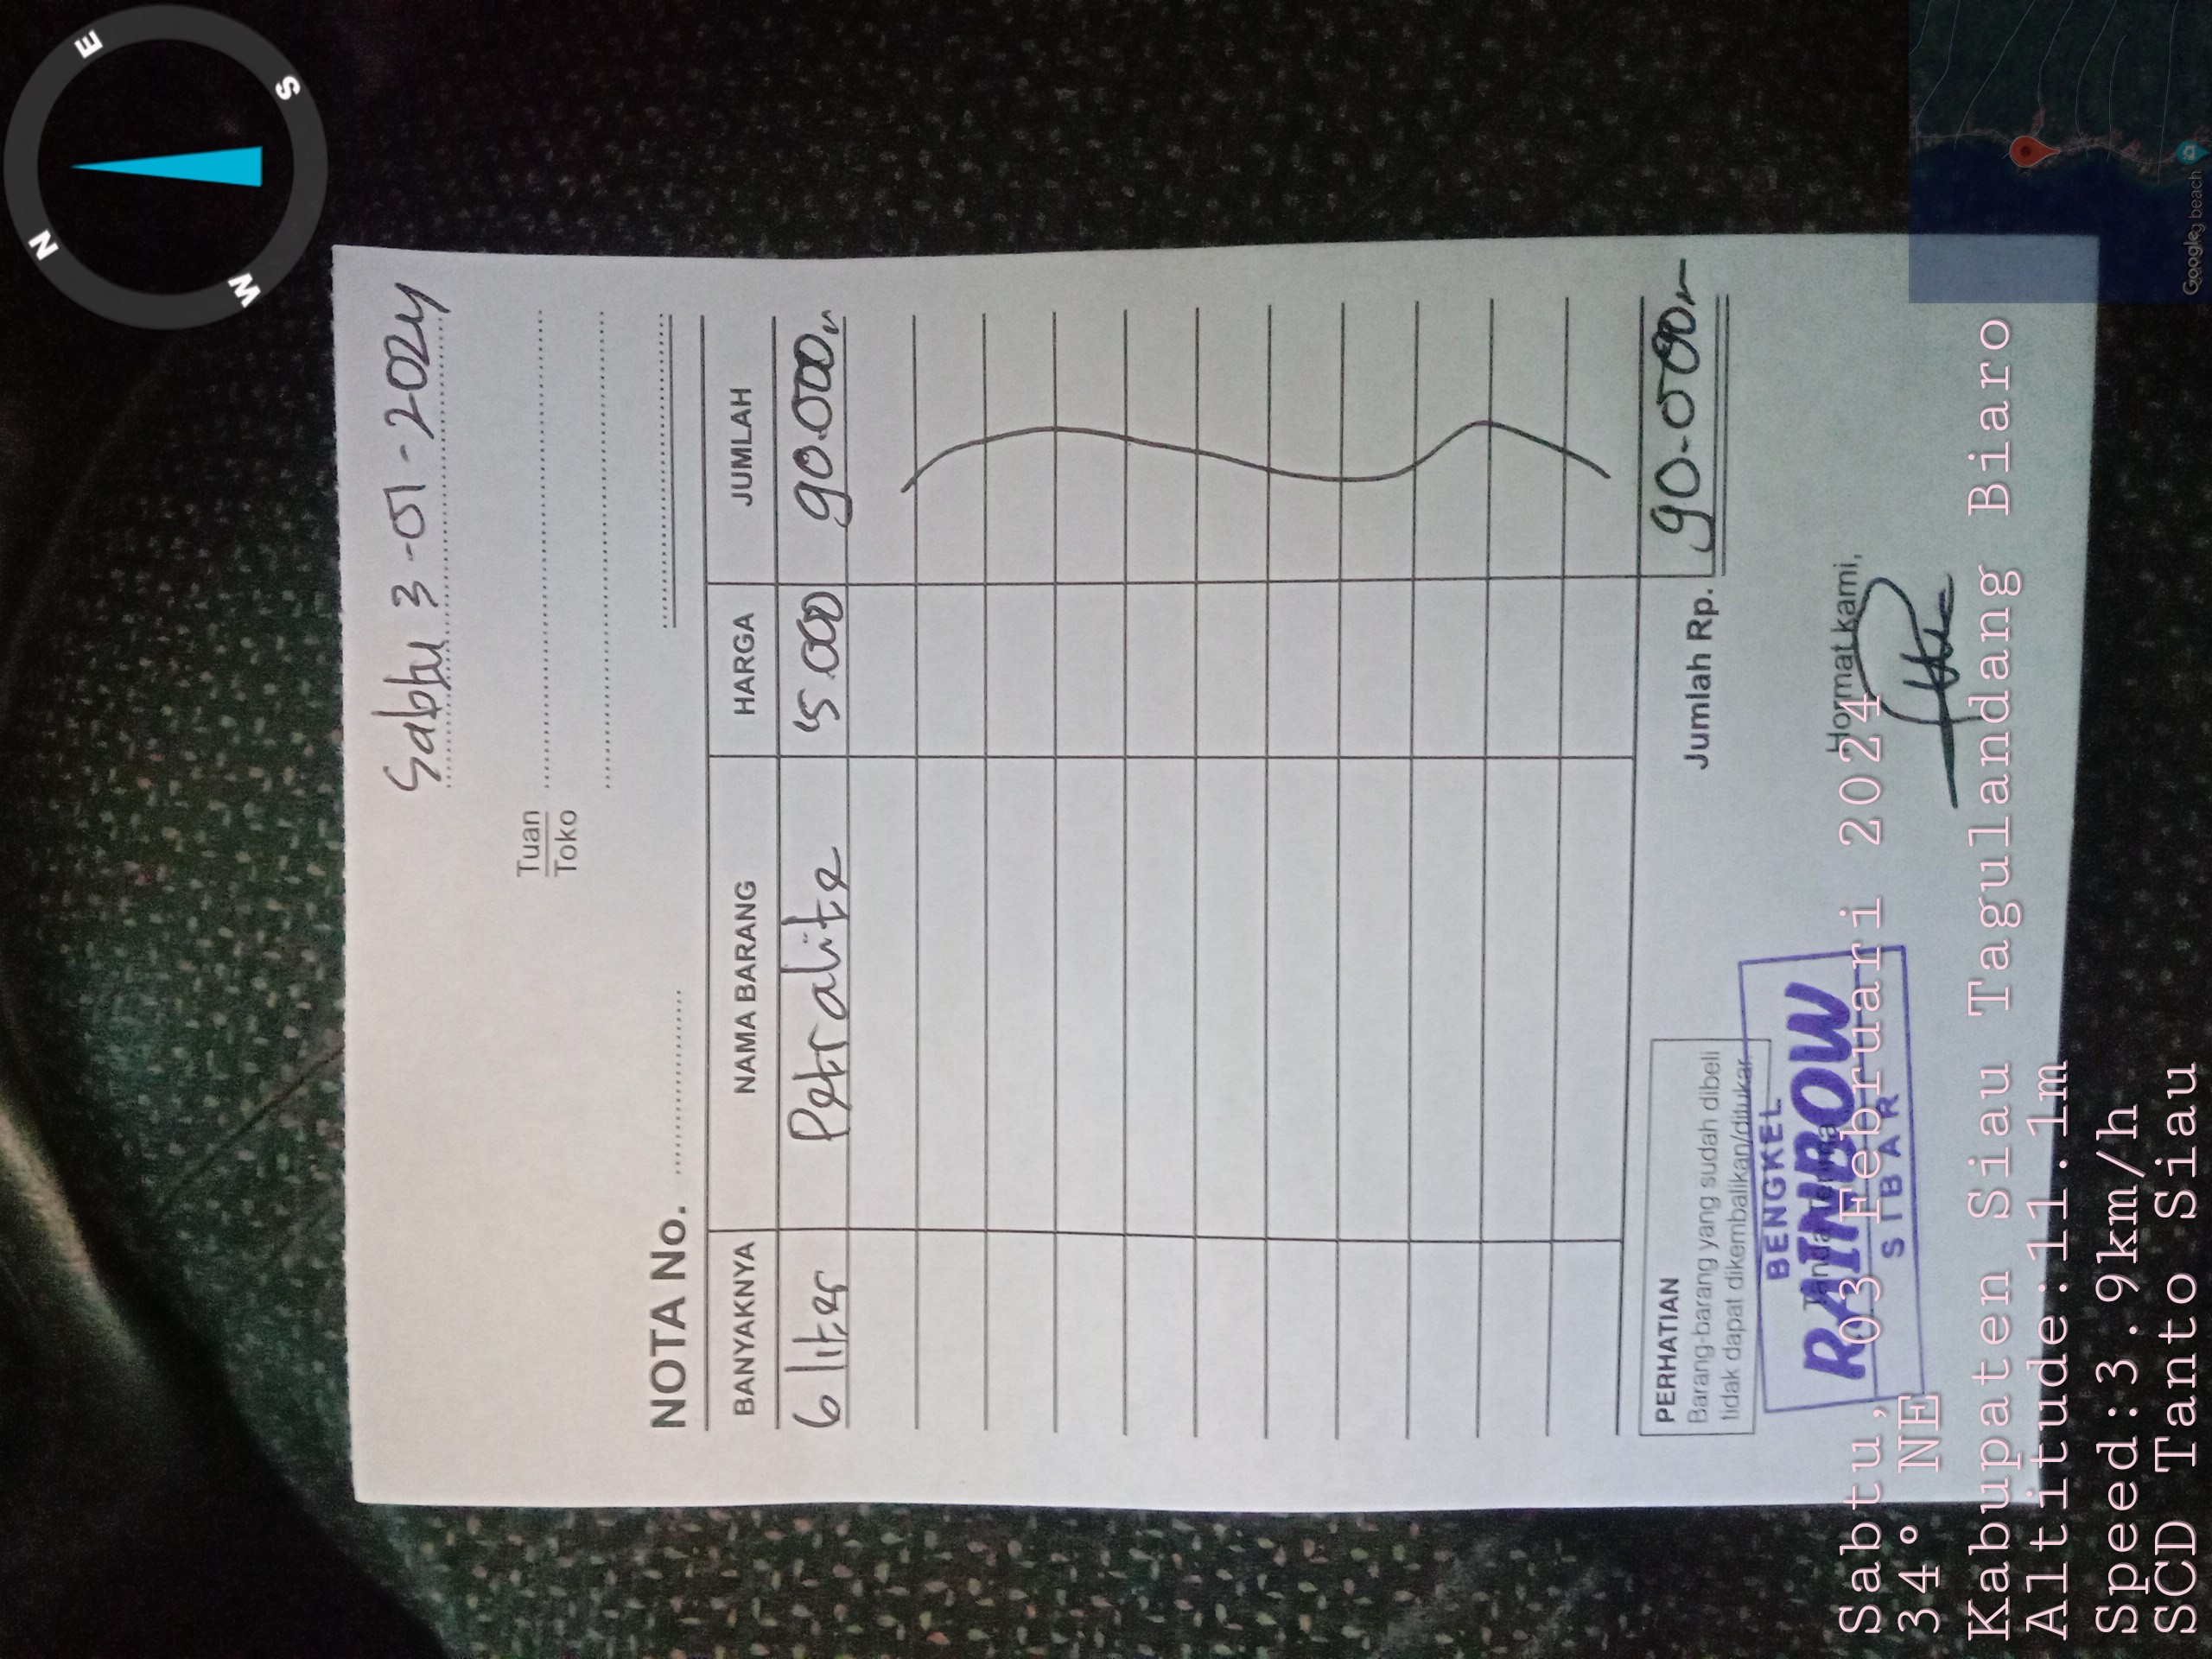 Sabtu 3-01-2024
Tuan
Toko
NOTA No.
BANYAKNYA NAMA BARANG HARGA JUMLAH
6 liter Petralite 15.000 90.000
Jumlah Rp. 90.000
PERHATIAN
Barang-barang yang sudah dibeli
tidak dapat dikembalikan/ditukar.
Hormat kami,
BENGKEL
RAINBOW
SIBAR
Sabtu, 03 Februari 2024
34° NE
Kabupaten Siau Tagulandang Biaro
Altitude:11.1m
Speed:3.9km/h
SCD Tanto Siau
N
E
S
W
Google
beach